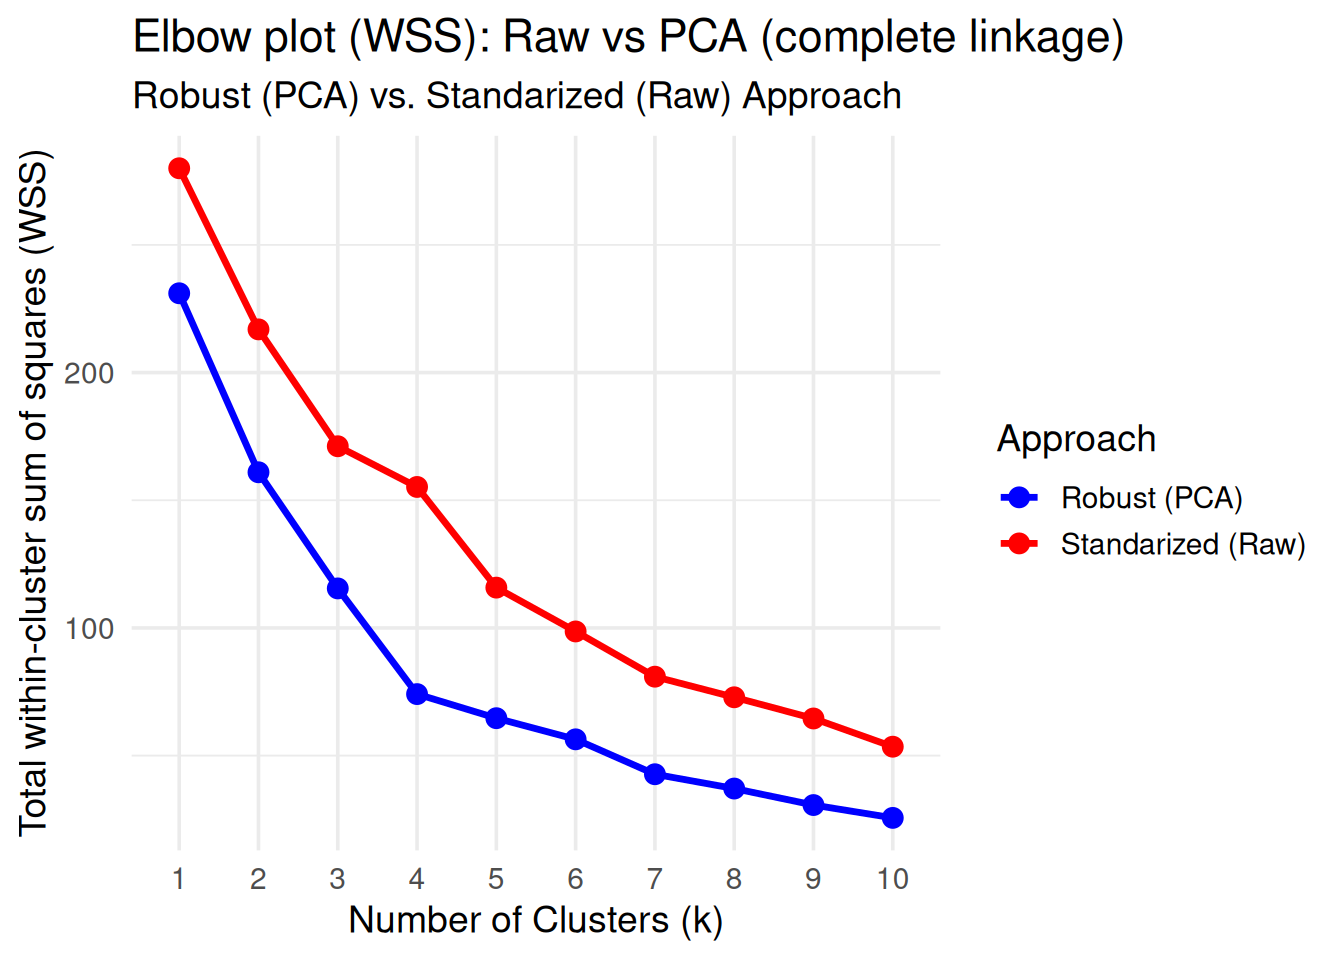 Elbow plot (WSS): Raw vs PCA (complete linkage)
Robust (PCA) vs. Standarized (Raw) Approach
Total within-cluster sum of squares (WSS)
200
100
1 2 3 4 5 6 7 8 9 10
Number of Clusters (k)
Approach
Robust (PCA)
Standarized (Raw)